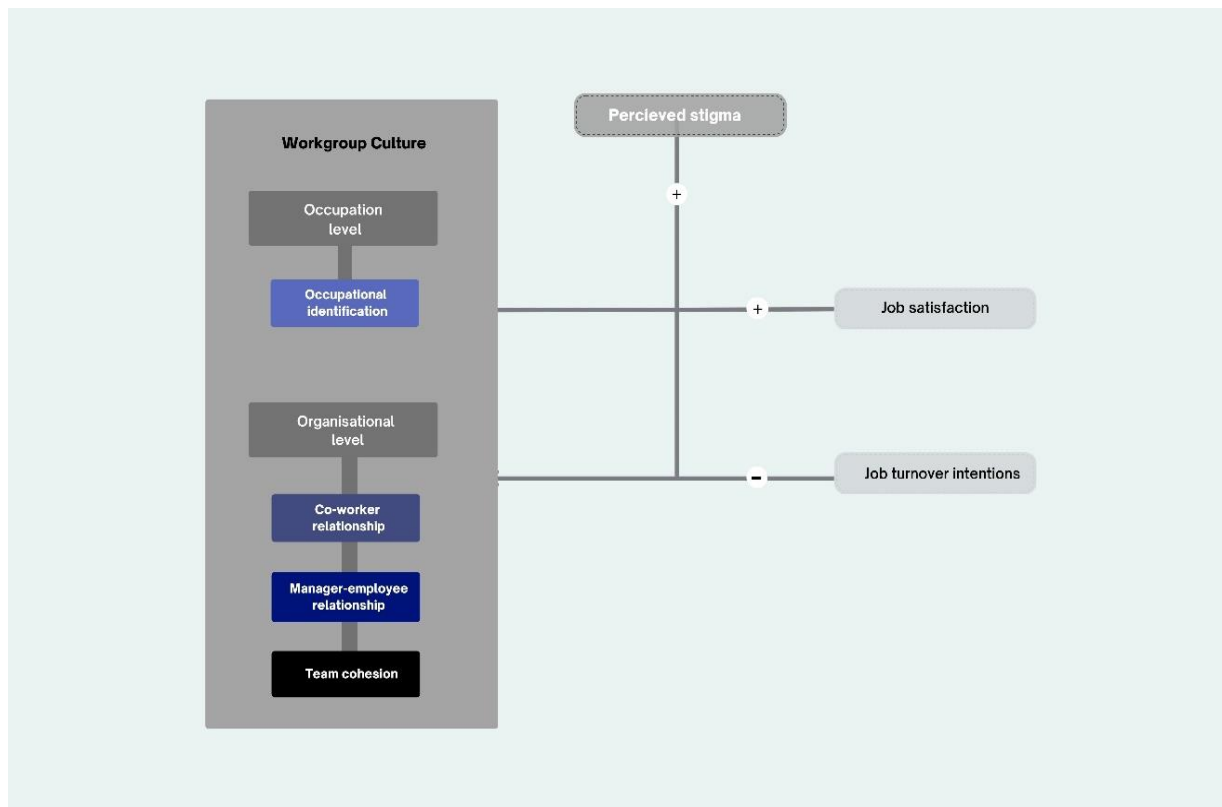 Workgroup Culture
Occupation
level
Occupational
identification
Organisational
level
Co-worker
relationship
Manager-employee
relationship
Team cohesion
Percieved stigma
+
+
Job satisfaction
-
Job turnover intentions